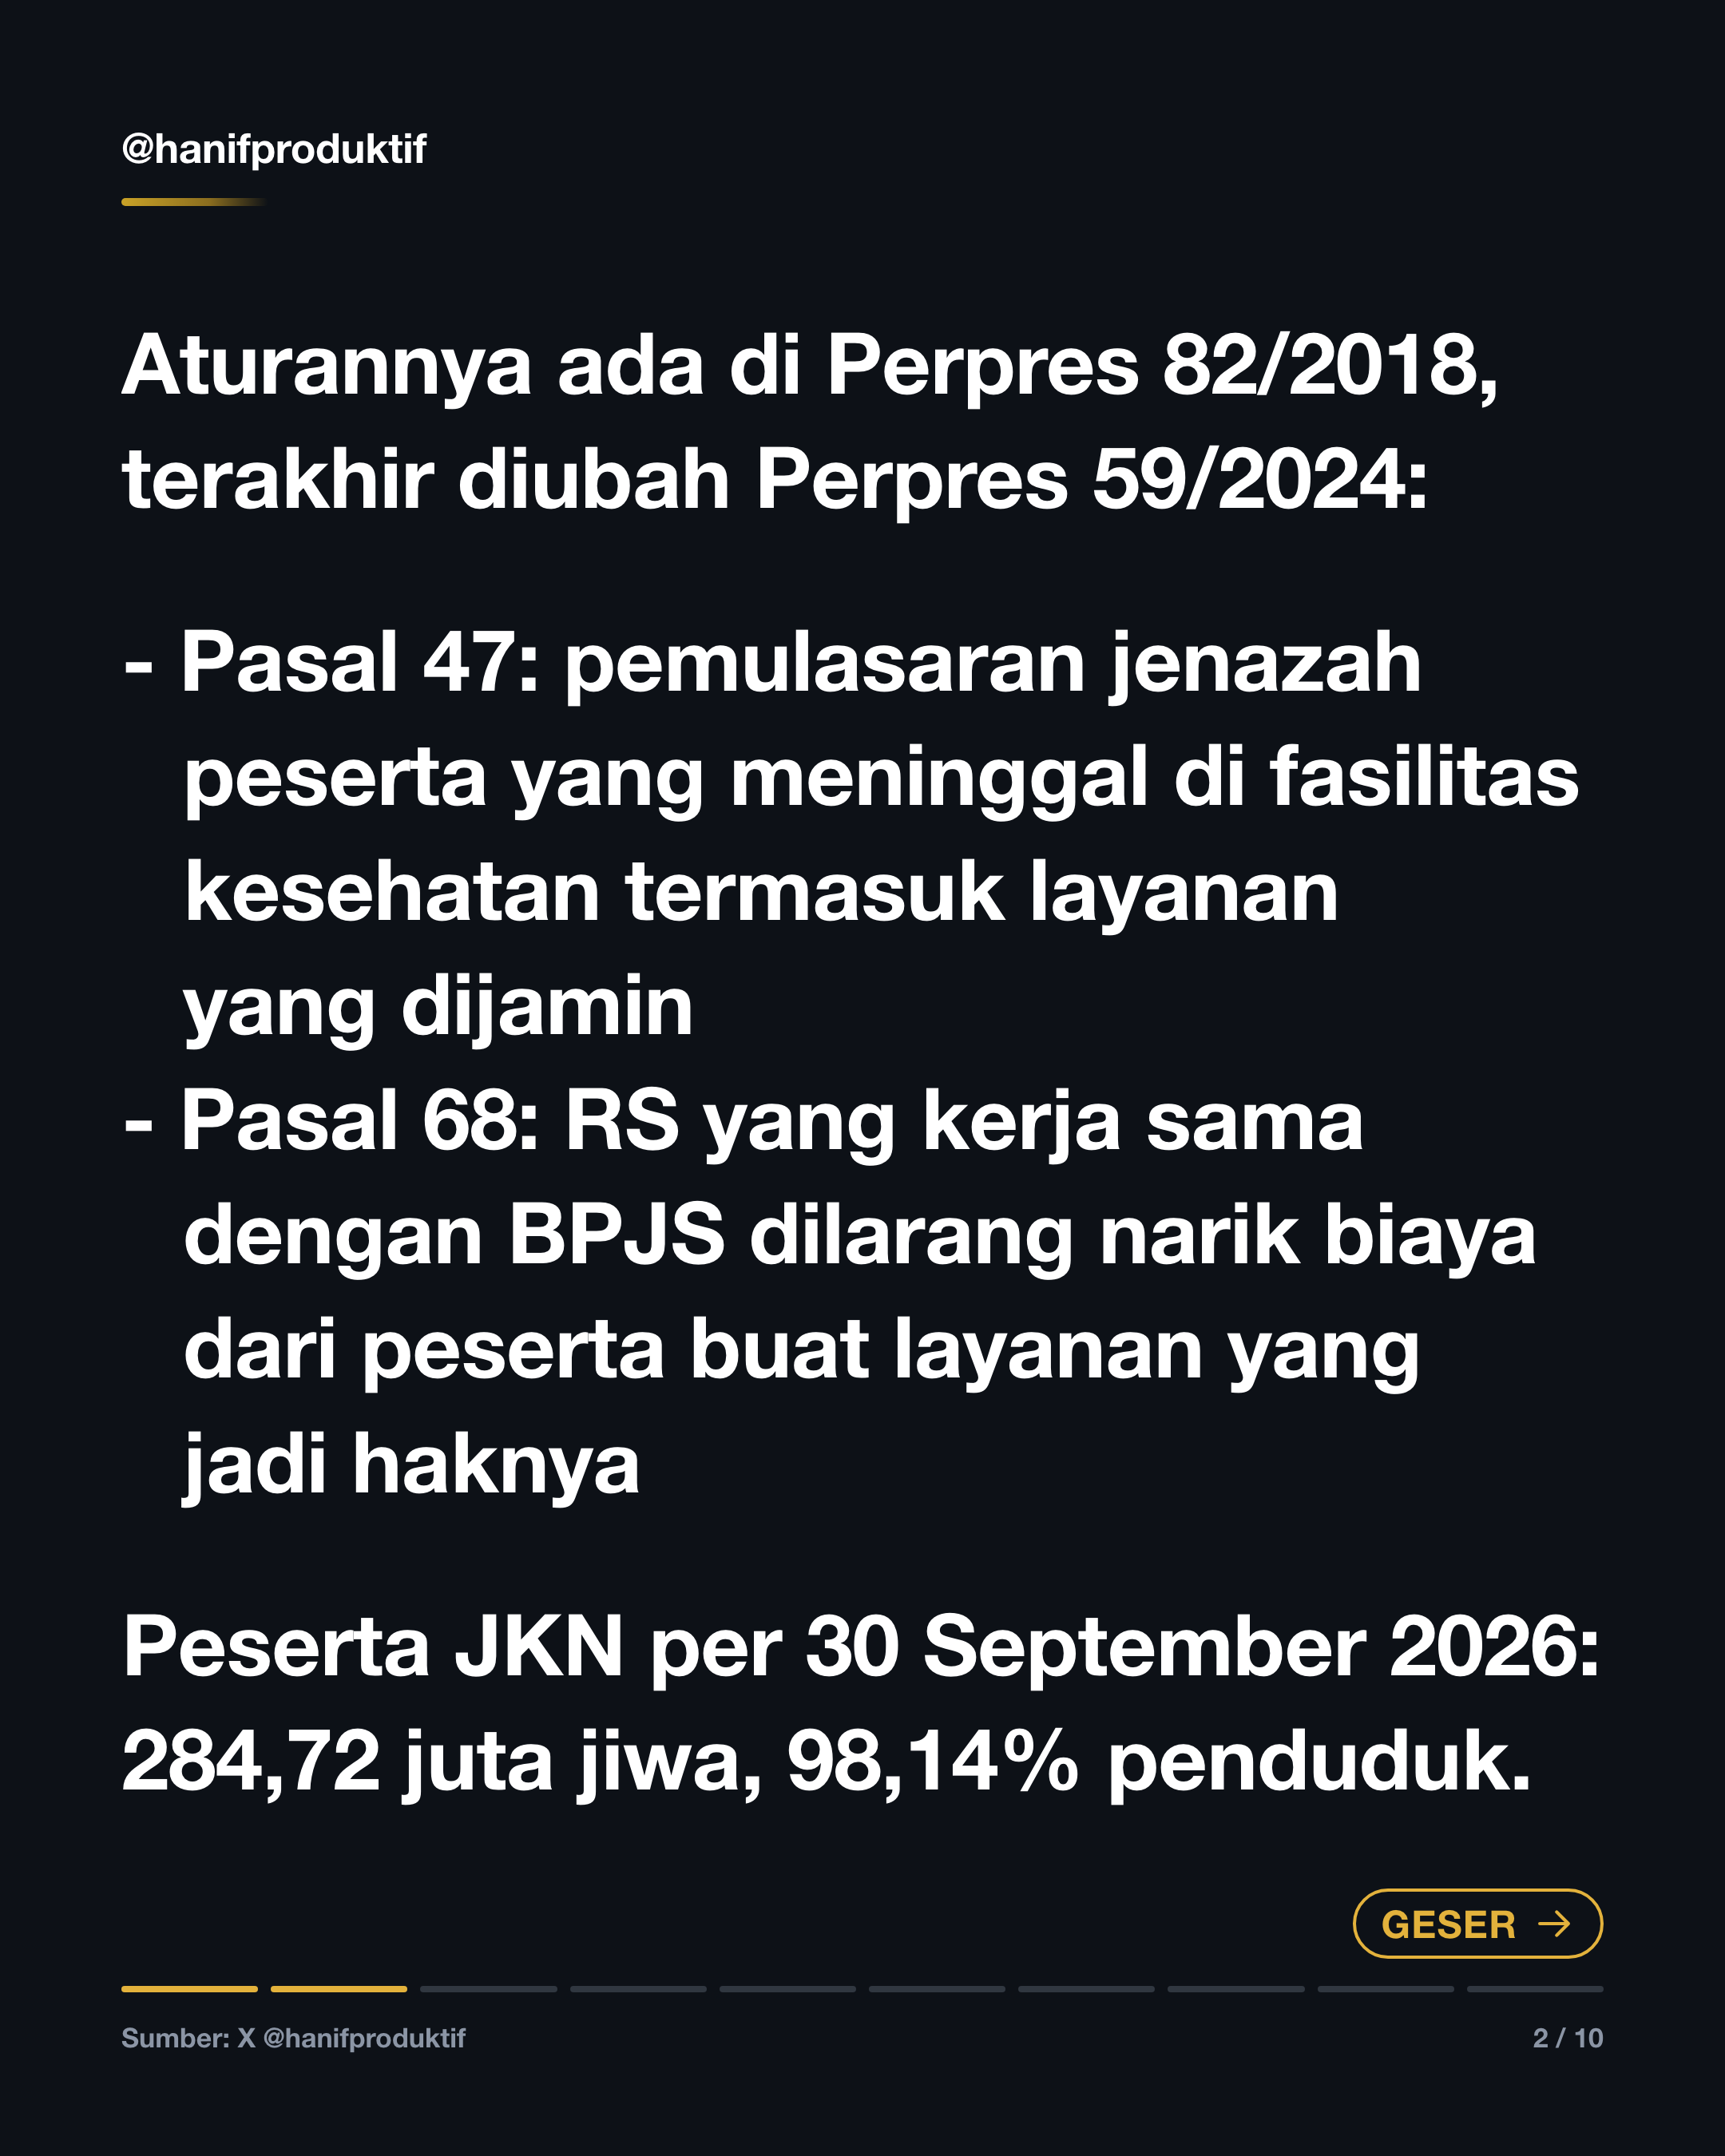 @hanifproduktif
Aturannya ada di Perpres 82/2018,
terakhir diubah Perpres 59/2024:
- Pasal 47: pemulasaran jenazah
peserta yang meninggal di fasilitas
kesehatan termasuk layanan
yang dijamin
- Pasal 68: RS yang kerja sama
dengan BPJS dilarang narik biaya
dari peserta buat layanan yang
jadi haknya
Peserta JKN per 30 September 2026:
284,72 juta jiwa, 98,14% penduduk.
GESER →
Sumber: X @hanifproduktif
2 / 10